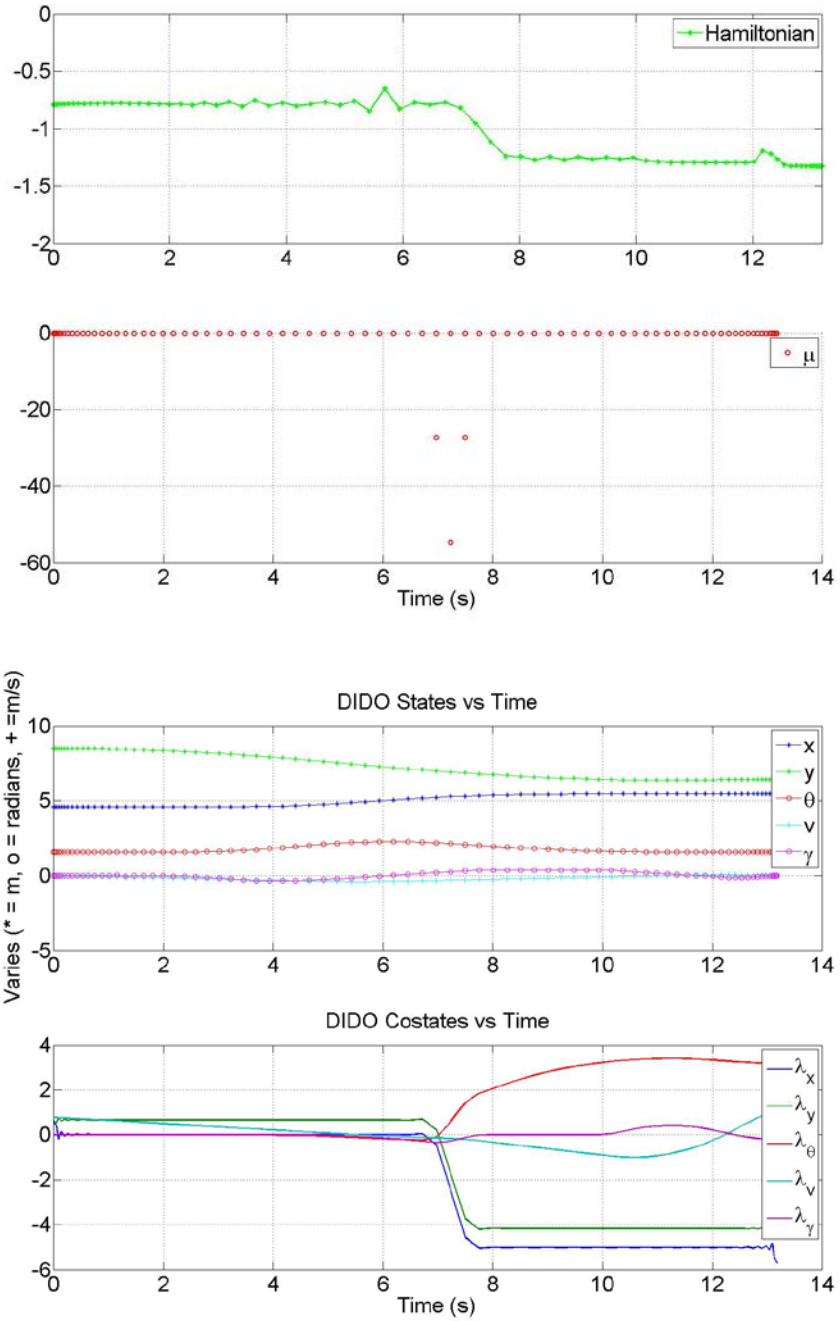 0
-0.5
-1
-1.5
-2
Hamiltonian
0 2 4 6 8 10 12
0
-20
-40
-60
μ
0 2 4 6 8 10 12 14
Time (s)
Varies (* = m, o = radians, + =m/s)
DIDO States vs Time
10
5
0
-5
x
y
θ
v
γ
0 2 4 6 8 10 12 14
DIDO Costates vs Time
4
2
0
-2
-4
-6
λx
λy
λθ
λv
λγ
0 2 4 6 8 10 12 14
Time (s)